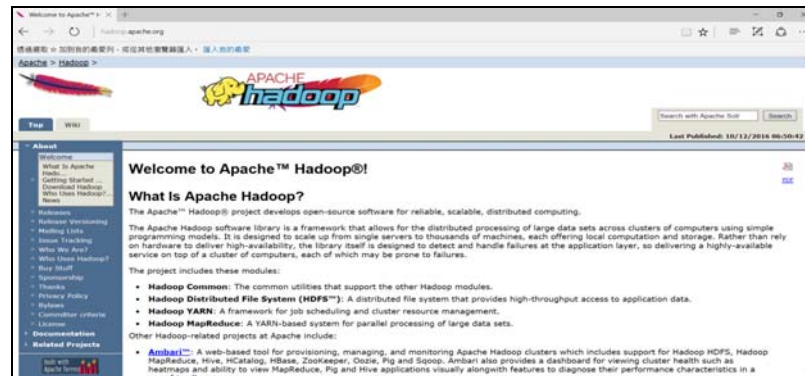 Welcome to Apache™ H
hadoop.apache.org
Apache > Hadoop >
APACHE
hadoop
Search with Apache Solr
Search
Top
Wiki
Last Published: 10/12/2016 06:50:42
About
Welcome
What Is Apache Hado...
Getting Started ...
Download Hadoop
Who Uses Hadoop?...
News
Releases
Release Versioning
Mailing Lists
Issue Tracking
Who We Are?
Who Uses Hadoop?
Buy Stuff
Sponsorship
Thanks
Privacy Policy
Bylaws
Committer criteria
License
Documentation
Related Projects
built with
Apache Forrest
Welcome to Apache™ Hadoop®!
PDF
What Is Apache Hadoop?
The Apache™ Hadoop® project develops open-source software for reliable, scalable, distributed computing.
The Apache Hadoop software library is a framework that allows for the distributed processing of large data sets across clusters of computers using simple
programming models. It is designed to scale up from single servers to thousands of machines, each offering local computation and storage. Rather than rely
on hardware to deliver high-availability, the library itself is designed to detect and handle failures at the application layer, so delivering a highly-available
service on top of a cluster of computers, each of which may be prone to failures.
The project includes these modules:
• Hadoop Common: The common utilities that support the other Hadoop modules.
• Hadoop Distributed File System (HDFS™): A distributed file system that provides high-throughput access to application data.
• Hadoop YARN: A framework for job scheduling and cluster resource management.
• Hadoop MapReduce: A YARN-based system for parallel processing of large data sets.
Other Hadoop-related projects at Apache include:
• Ambari™: A web-based tool for provisioning, managing, and monitoring Apache Hadoop clusters which includes support for Hadoop HDFS, Hadoop
MapReduce, Hive, HCatalog, HBase, ZooKeeper, Oozie, Pig and Sqoop. Ambari also provides a dashboard for viewing cluster health such as
heatmaps and ability to view MapReduce, Pig and Hive applications visually alongwith features to diagnose their performance characteristics in a